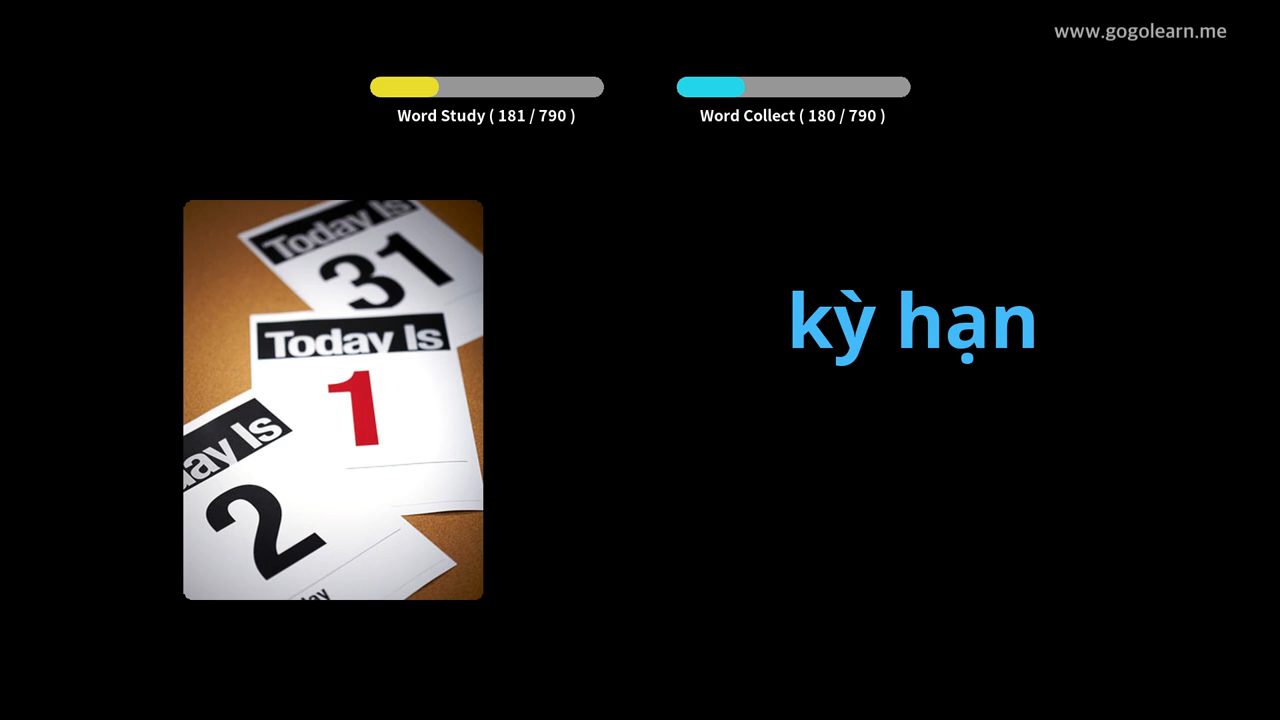 www.gogolearn.me
Word Study ( 181 / 790 )
Word Collect ( 180 / 790 )
Today Is
31
Today Is
1
ay Is
2
kỳ hạn